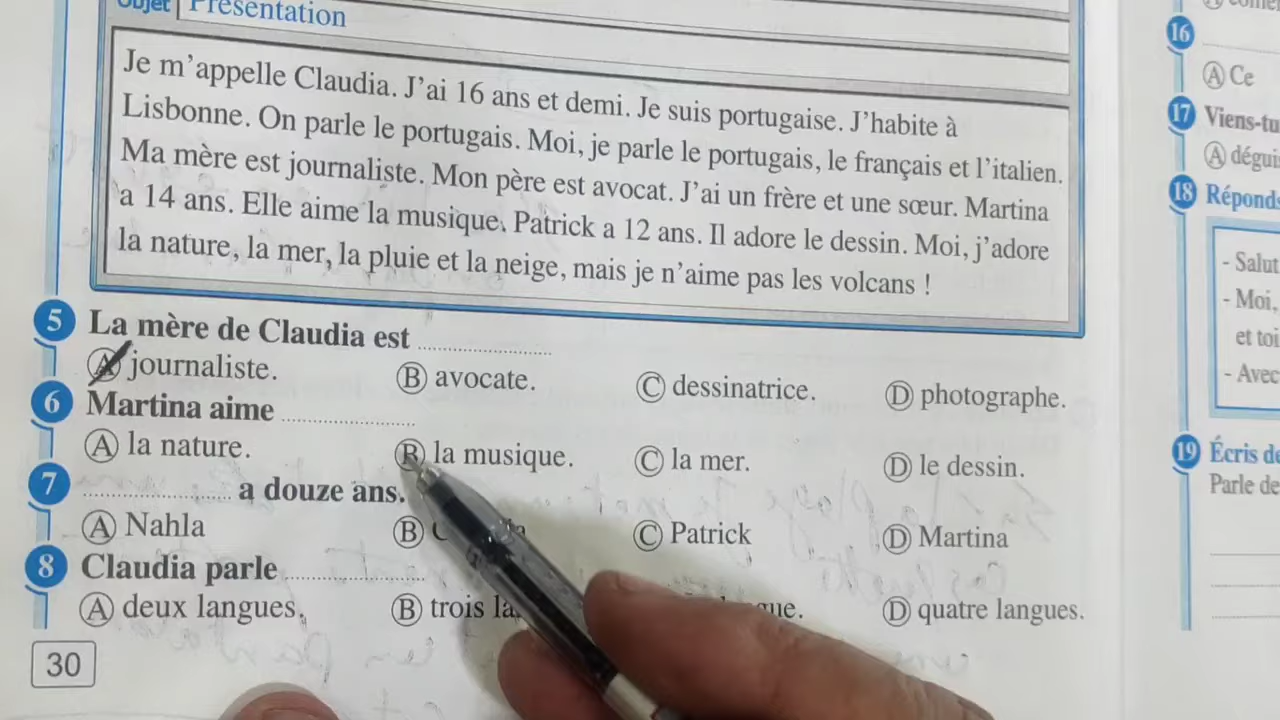 Objet Présentation
Je m'appelle Claudia. J'ai 16 ans et demi. Je suis portugaise. J'habite à
Lisbonne. On parle le portugais. Moi, je parle le portugais, le français et l'italien.
Ma mère est journaliste. Mon père est avocat. J'ai un frère et une sœur. Martina
a 14 ans. Elle aime la musique. Patrick a 12 ans. Il adore le dessin. Moi, j'adore
la nature, la mer, la pluie et la neige, mais je n'aime pas les volcans !
5 La mère de Claudia est ....................
A journaliste. B avocate. C dessinatrice. D photographe.
6 Martina aime ....................
A la nature. B la musique. C la mer. D le dessin.
7 .................... a douze ans.
A Nahla B C Patrick D Martina
8 Claudia parle ....................
A deux langues. B trois D quatre langues.
30
16
A Ce
17 Viens-tu
A dégui
18 Réponds
- Salut
- Moi,
et toi
- Avec
19 Écris de
Parle de